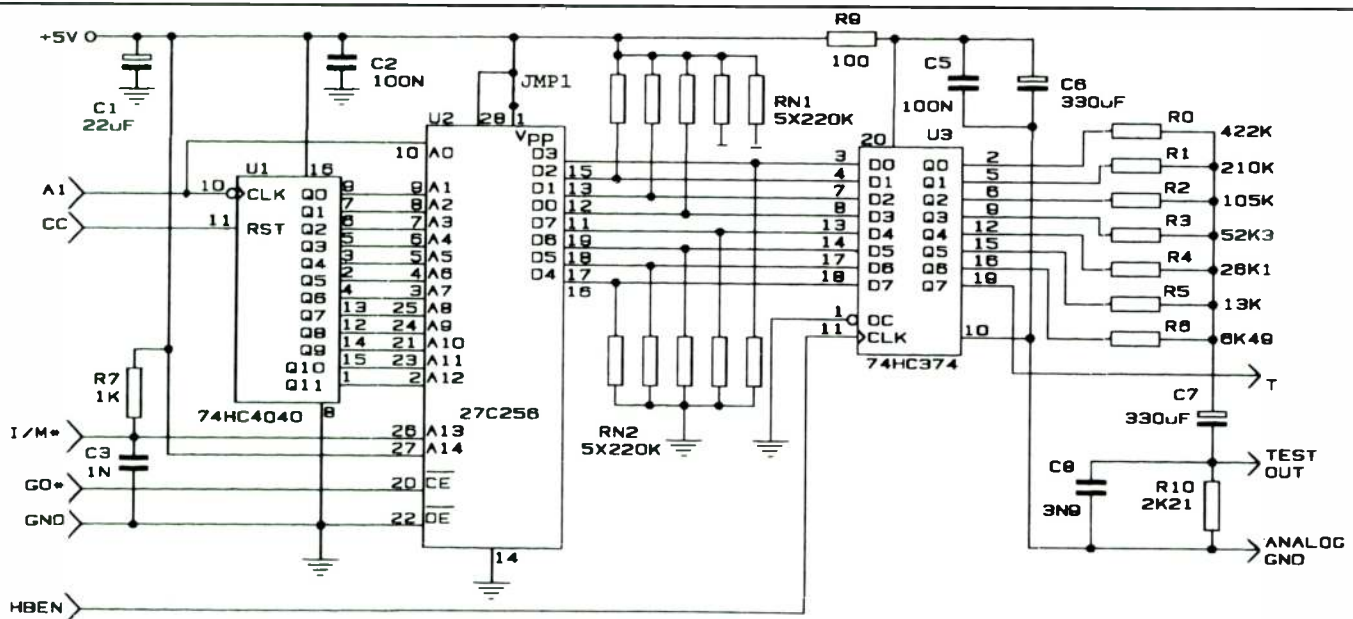 +5V
C1
22uF
C2
100N
JMP1
R9
100
C5
100N
C6
330uF
RN1
5X220K
U1
16
10
CLK
11
RST
Q0
Q1
Q2
Q3
Q4
Q5
Q6
Q7
Q8
Q9
Q10
Q11
9
7
6
5
3
2
4
13
12
14
15
1
8
74HC4040
U2
28
1
VPP
10
9
8
7
6
5
4
3
25
24
21
23
2
26
27
20
22
A0
A1
A2
A3
A4
A5
A6
A7
A8
A9
A10
A11
A12
A13
A14
CE
OE
D3
D2
D1
D0
D7
D6
D5
D4
15
13
12
11
19
18
17
16
27C256
14
RN2
5X220K
U3
20
3
4
7
8
13
14
17
18
1
11
D0
D1
D2
D3
D4
D5
D6
D7
OC
CLK
Q0
Q1
Q2
Q3
Q4
Q5
Q6
Q7
2
5
6
9
12
15
16
19
10
74HC374
R0
422K
R1
210K
R2
105K
R3
52K3
R4
26K1
R5
13K
R6
6K49
T
C7
330uF
C8
3N9
R10
2K21
TEST
OUT
ANALOG
GND
A1
CC
R7
1K
I/M*
C3
1N
GO*
GND
HBEN